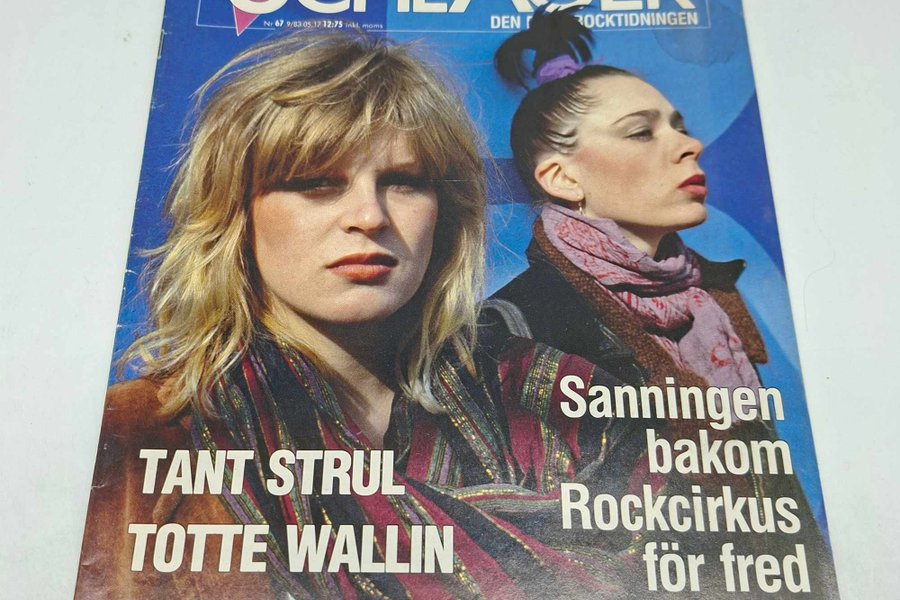 SCHLAGER
Nr 67 9/83 05.17 12:75 inkl. moms
DEN ROCKTIDNINGEN
TANT STRUL
TOTTE WALLIN
Sanningen
bakom
Rockcirkus
för fred